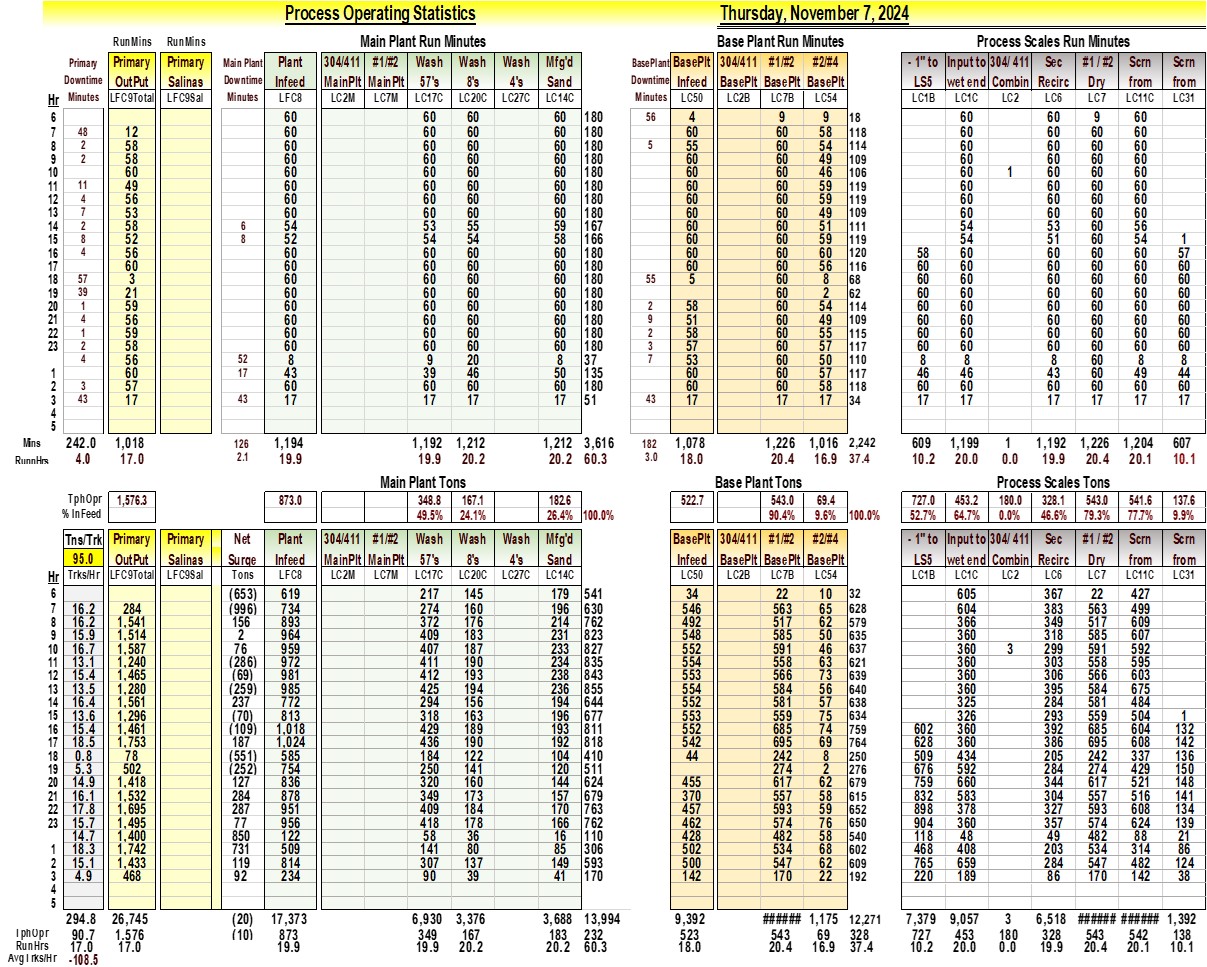 Process Operating Statistics Thursday, November 7, 2024
RunMins RunMins Main Plant Run Minutes Base Plant Run Minutes Process Scales Run Minutes
Primary Primary Primary Main Plant Plant 304/411 #1/#2 Wash Wash Wash Mfg'd BasePlant BasePlt 304/411 #1/#2 #2/#4 - 1" to Input to 304/ 411 Sec #1 / #2 Scrn Scrn
Downtime OutPut Salinas Downtime Infeed MainPlt MainPlt 57's 8's 4's Sand Downtime Infeed BasePlt BasePlt BasePlt LS5 wet end Combin Recirc Dry from from
Hr Minutes LFC9Total LFC9Sal Minutes LFC8 LC2M LC7M LC17C LC20C LC27C LC14C Minutes LC50 LC2B LC7B LC54 LC1B LC1C LC2 LC6 LC7 LC11C LC31
6 60 60 60 60 180 56 4 9 9 18 60 60 9 60
7 48 12 60 60 60 60 180 60 60 58 118 60 60 60 60
8 2 58 60 60 60 60 180 5 55 60 54 114 60 60 60 60
9 2 58 60 60 60 60 180 60 60 49 109 60 60 60 60
10 60 60 60 60 60 180 60 60 46 106 60 1 60 60 60
11 11 49 60 60 60 60 180 60 60 59 119 60 60 60 60
12 4 56 60 60 60 60 180 60 60 59 119 60 60 60 60
13 7 53 60 60 60 60 180 60 60 49 109 60 60 60 60
14 2 58 6 54 53 55 59 167 60 60 51 111 54 53 60 56
15 8 52 8 52 54 54 58 166 60 60 59 119 54 51 60 54 1
16 4 56 60 60 60 60 180 60 60 60 120 58 60 60 60 60 57
17 60 60 60 60 60 180 60 60 56 116 60 60 60 60 60 60
18 57 3 60 60 60 60 180 55 5 60 8 68 60 60 60 60 60 60
19 39 21 60 60 60 60 180 60 2 62 60 60 60 60 60 60
20 1 59 60 60 60 60 180 2 58 60 54 114 60 60 60 60 60 60
21 4 56 60 60 60 60 180 9 51 60 49 109 60 60 60 60 60 60
22 1 59 60 60 60 60 180 2 58 60 55 115 60 60 60 60 60 60
23 2 58 60 60 60 60 180 3 57 60 57 117 60 60 60 60 60 60
4 56 52 8 9 20 8 37 7 53 60 50 110 8 8 8 60 8 8
1 60 17 43 39 46 50 135 60 60 57 117 46 46 43 60 49 44
2 3 57 60 60 60 60 180 60 60 58 118 60 60 60 60 60 60
3 43 17 43 17 17 17 17 51 43 17 17 17 34 17 17 17 17 17 17
4
5
Mins 242.0 1,018 126 1,194 1,192 1,212 1,212 3,616 182 1,078 1,226 1,016 2,242 609 1,199 1 1,192 1,226 1,204 607
RunnHrs 4.0 17.0 2.1 19.9 19.9 20.2 20.2 60.3 3.0 18.0 20.4 16.9 37.4 10.2 20.0 0.0 19.9 20.4 20.1 10.1
Main Plant Tons Base Plant Tons Process Scales Tons
TphOpr 1,576.3 873.0 348.8 167.1 182.6 522.7 543.0 69.4 727.0 453.2 180.0 328.1 543.0 541.6 137.6
% InFeed 49.5% 24.1% 26.4% 100.0% 90.4% 9.6% 100.0% 52.7% 64.7% 0.0% 46.6% 79.3% 77.7% 9.9%
Tns/Trk Primary Primary Net Plant 304/411 #1/#2 Wash Wash Wash Mfg'd BasePlt 304/411 #1/#2 #2/#4 - 1" to Input to 304/ 411 Sec #1 / #2 Scrn Scrn
95.0 OutPut Salinas Surge Infeed MainPlt MainPlt 57's 8's 4's Sand Infeed BasePlt BasePlt BasePlt LS5 wet end Combin Recirc Dry from from
Hr Trks/Hr LFC9Total LFC9Sal Tons LFC8 LC2M LC7M LC17C LC20C LC27C LC14C LC50 LC2B LC7B LC54 LC1B LC1C LC2 LC6 LC7 LC11C LC31
6 (653) 619 217 145 179 541 34 22 10 32 605 367 22 427
7 16.2 284 (996) 734 274 160 196 630 546 563 65 628 604 383 563 499
8 16.2 1,541 156 893 372 176 214 762 492 517 62 579 366 349 517 609
9 15.9 1,514 2 964 409 183 231 823 548 585 50 635 360 318 585 607
10 16.7 1,587 76 959 407 187 233 827 552 591 46 637 360 3 299 591 592
11 13.1 1,240 (286) 972 411 190 234 835 554 558 63 621 360 303 558 595
12 15.4 1,465 (69) 981 412 193 238 843 553 566 73 639 360 306 566 603
13 13.5 1,280 (259) 985 425 194 236 855 554 584 56 640 360 395 584 675
14 16.4 1,561 237 772 294 156 194 644 552 581 57 638 325 284 581 484
15 13.6 1,296 (70) 813 318 163 196 677 553 559 75 634 326 293 559 504 1
16 15.4 1,461 (109) 1,018 429 189 193 811 552 685 74 759 602 360 392 685 604 132
17 18.5 1,753 187 1,024 436 190 192 818 542 695 69 764 628 360 386 695 608 142
18 0.8 78 (551) 585 184 122 104 410 44 242 8 250 509 434 205 242 337 136
19 5.3 502 (252) 754 250 141 120 511 274 2 276 676 592 284 274 429 150
20 14.9 1,418 127 836 320 160 144 624 455 617 62 679 759 660 344 617 521 148
21 16.1 1,532 284 878 349 173 157 679 370 557 58 615 832 583 304 557 516 141
22 17.8 1,695 287 951 409 184 170 763 457 593 59 652 898 378 327 593 608 134
23 15.7 1,495 77 956 418 178 166 762 462 574 76 650 904 360 357 574 624 139
14.7 1,400 850 122 58 36 16 110 428 482 58 540 118 48 49 482 88 21
1 18.3 1,742 731 509 141 80 85 306 502 534 68 602 468 408 203 534 314 86
2 15.1 1,433 119 814 307 137 149 593 500 547 62 609 765 659 284 547 482 124
3 4.9 468 92 234 90 39 41 170 142 170 22 192 220 189 86 170 142 38
4
5
294.8 26,745 (20) 17,373 6,930 3,376 3,688 13,994 9,392 ###### 1,175 12,271 7,379 9,057 3 6,518 ###### ###### 1,392
TphOpr 90.7 1,576 (10) 873 349 167 183 232 523 543 69 328 727 453 180 328 543 542 138
RunHrs 17.0 17.0 19.9 19.9 20.2 20.2 60.3 18.0 20.4 16.9 37.4 10.2 20.0 0.0 19.9 20.4 20.1 10.1
Avg Trks/Hr -108.5